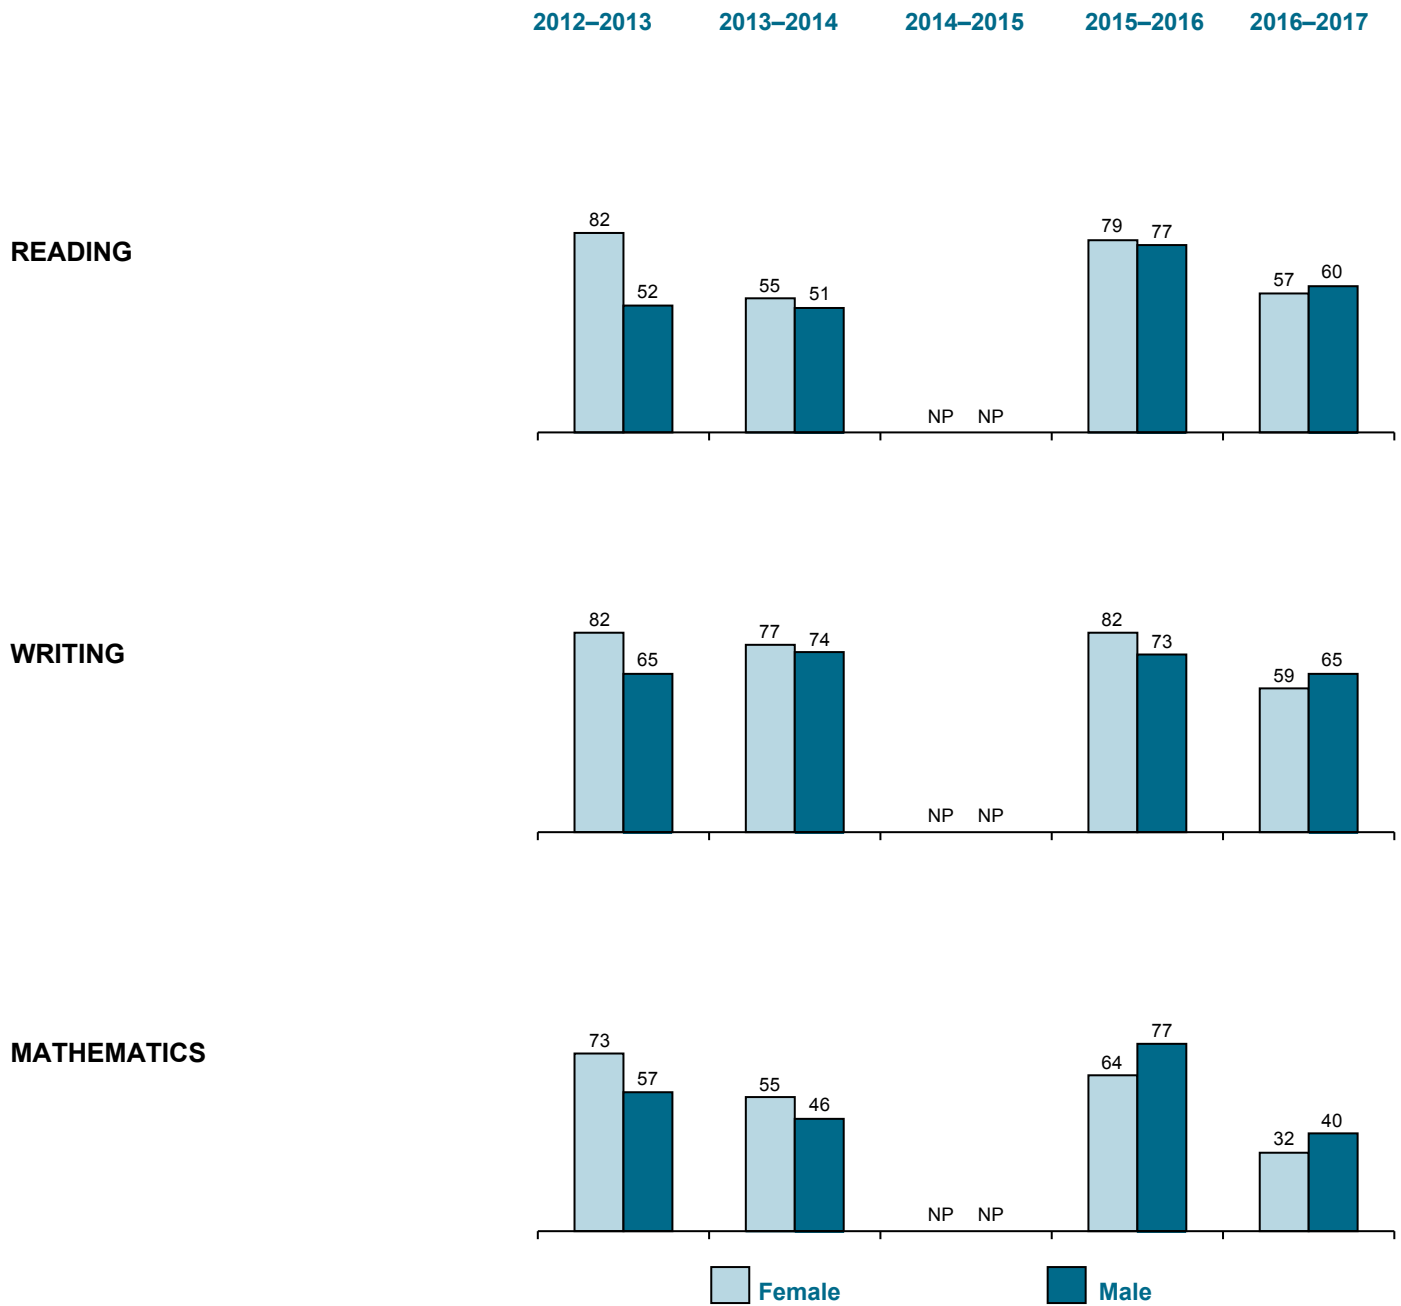 2012–2013 2013–2014 2014–2015 2015–2016 2016–2017
READING
82 52 55 51 NP NP 79 77 57 60
WRITING
82 65 77 74 NP NP 82 73 59 65
MATHEMATICS
73 57 55 46 NP NP 64 77 32 40
Female Male